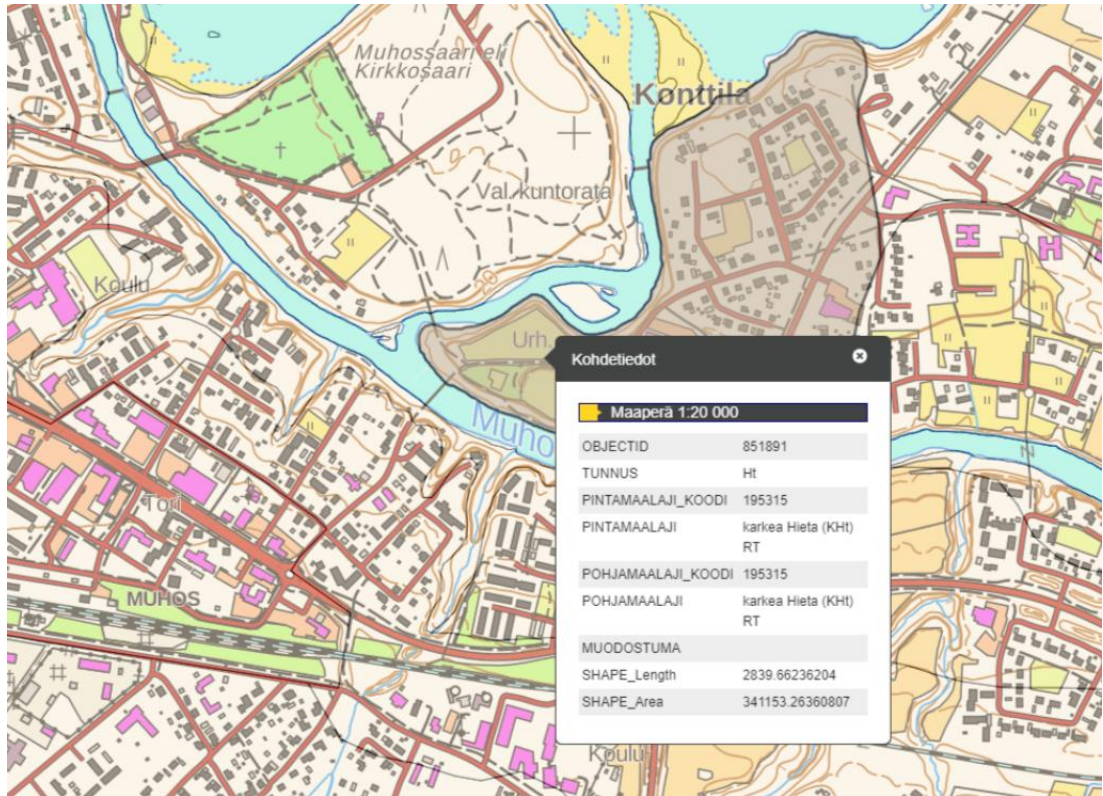 Muhossaari eli
Kirkkosaari
Konttila
Val. kuntorata
Koulu
Urh.
Kohdetiedot
Maaperä 1:20 000
OBJECTID 851891
TUNNUS Ht
PINTAMAALAJI_KOODI 195315
PINTAMAALAJI karkea Hieta (KHt)
RT
POHJAMAALAJI_KOODI 195315
POHJAMAALAJI karkea Hieta (KHt)
RT
MUODOSTUMA
SHAPE_Length 2839.66236204
SHAPE_Area 341153.26360807
Muho
Tori
MUHOS
Koulu